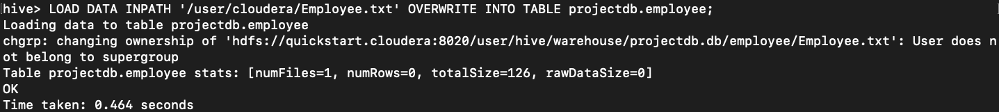 hive> LOAD DATA INPATH '/user/cloudera/Employee.txt' OVERWRITE INTO TABLE projectdb.employee;
Loading data to table projectdb.employee
chgrp: changing ownership of 'hdfs://quickstart.cloudera:8020/user/hive/warehouse/projectdb.db/employee/Employee.txt': User does n
ot belong to supergroup
Table projectdb.employee stats: [numFiles=1, numRows=0, totalSize=126, rawDataSize=0]
OK
Time taken: 0.464 seconds